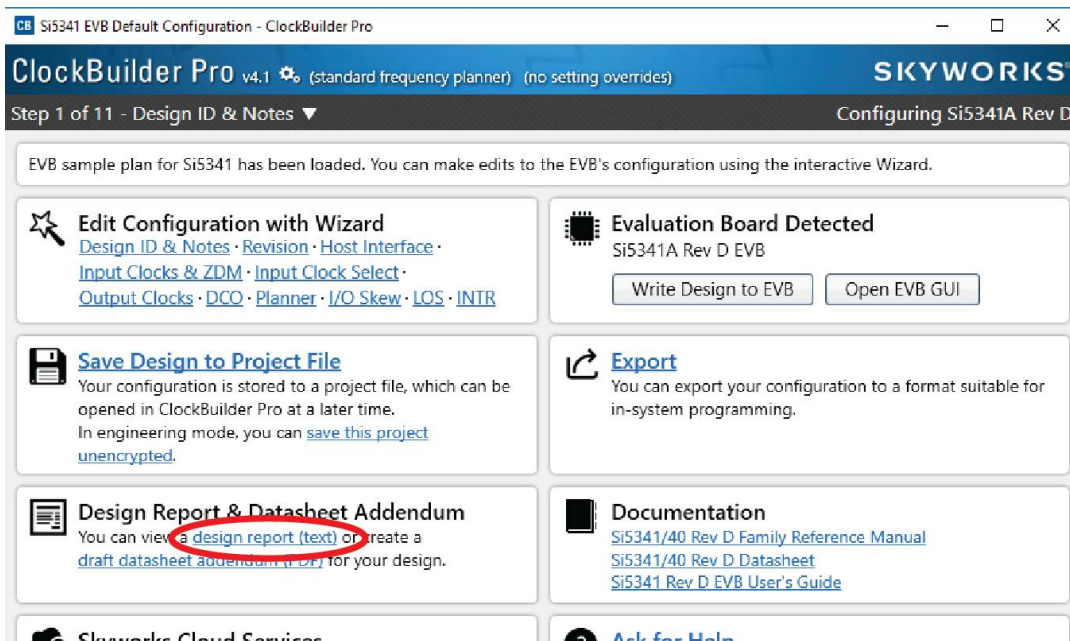 CB Si5341 EVB Default Configuration - ClockBuilder Pro
ClockBuilder Pro v4.1 (standard frequency planner) (no setting overrides) SKYWORKS
Step 1 of 11 - Design ID & Notes ▼ Configuring Si5341A Rev D
EVB sample plan for Si5341 has been loaded. You can make edits to the EVB's configuration using the interactive Wizard.
Edit Configuration with Wizard
Design ID & Notes · Revision · Host Interface ·
Input Clocks & ZDM · Input Clock Select ·
Output Clocks · DCO · Planner · I/O Skew · LOS · INTR
Evaluation Board Detected
Si5341A Rev D EVB
Write Design to EVB Open EVB GUI
Save Design to Project File
Your configuration is stored to a project file, which can be
opened in ClockBuilder Pro at a later time.
In engineering mode, you can save this project
unencrypted.
Export
You can export your configuration to a format suitable for
in-system programming.
Design Report & Datasheet Addendum
You can view a design report (text) or create a
draft datasheet addendum (PDF) for your design.
Documentation
Si5341/40 Rev D Family Reference Manual
Si5341/40 Rev D Datasheet
Si5341 Rev D EVB User's Guide
Skyworks Cloud Services
Ask for Help